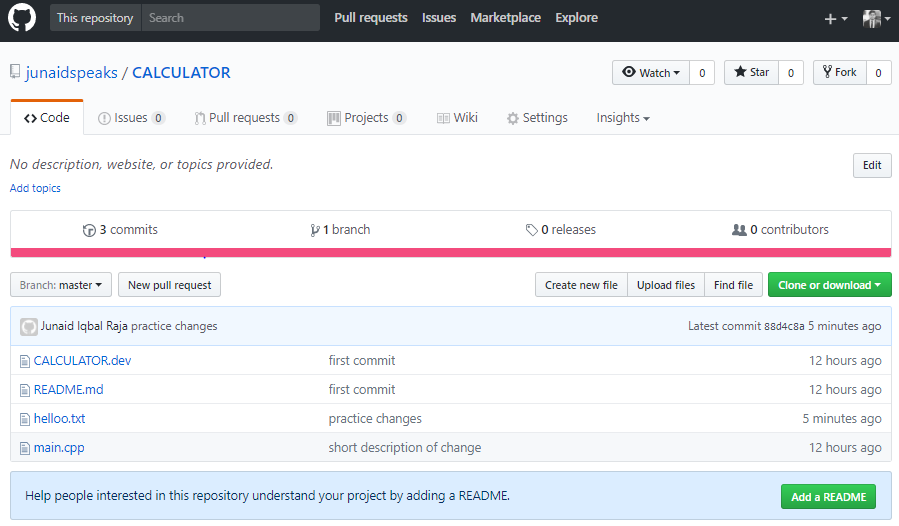 This repository Search Pull requests Issues Marketplace Explore
junaidspeaks / CALCULATOR Watch 0 Star 0 Fork 0
Code Issues 0 Pull requests 0 Projects 0 Wiki Settings Insights
No description, website, or topics provided. Edit
Add topics
3 commits 1 branch 0 releases 0 contributors
Branch: master New pull request Create new file Upload files Find file Clone or download
Junaid Iqbal Raja practice changes Latest commit 88d4c8a 5 minutes ago
CALCULATOR.dev first commit 12 hours ago
README.md first commit 12 hours ago
helloo.txt practice changes 5 minutes ago
main.cpp short description of change 12 hours ago
Help people interested in this repository understand your project by adding a README. Add a README